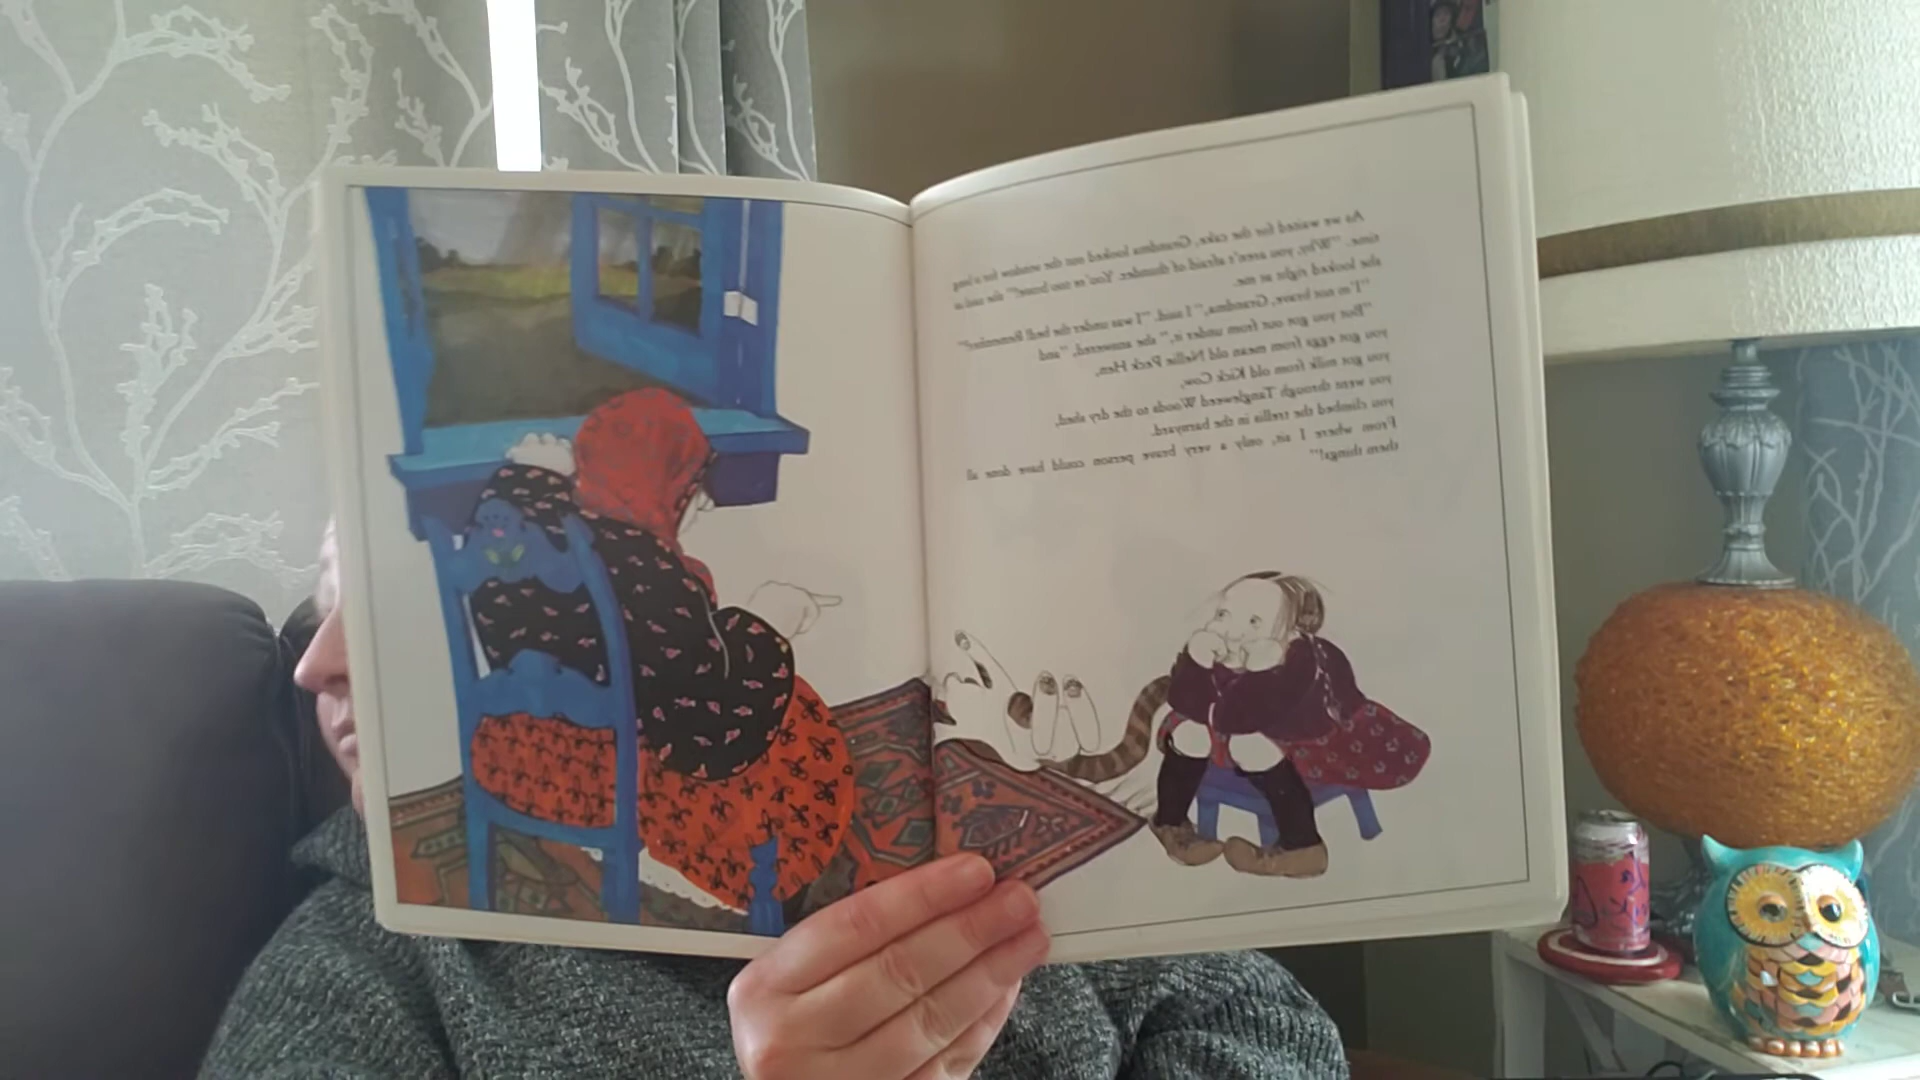 As we waited for the cake, Grandma looked out the window for a long
time. "Why, you aren't afraid of thunder. You're too brave!" she said as
she looked right at me.
"I'm not brave, Grandma," I said. "I was under the bed! Remember?"
"But you got out from under it," she answered, "and
you got eggs from mean old Nellie Peck Hen,
you got milk from old Kick Cow,
you went through Tangleweed Woods to the dry shed,
you climbed the trellis in the barnyard.
From where I sit, only a very brave person could have done all
them things!"